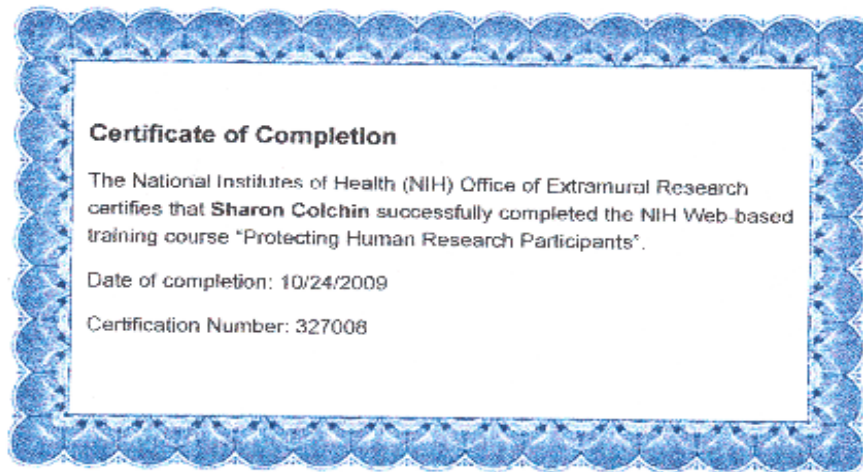 Certificate of Completion
The National Institutes of Health (NIH) Office of Extramural Research
certifies that Sharon Colchin successfully completed the NIH Web-based
training course "Protecting Human Research Participants".
Date of completion: 10/24/2009
Certification Number: 327008